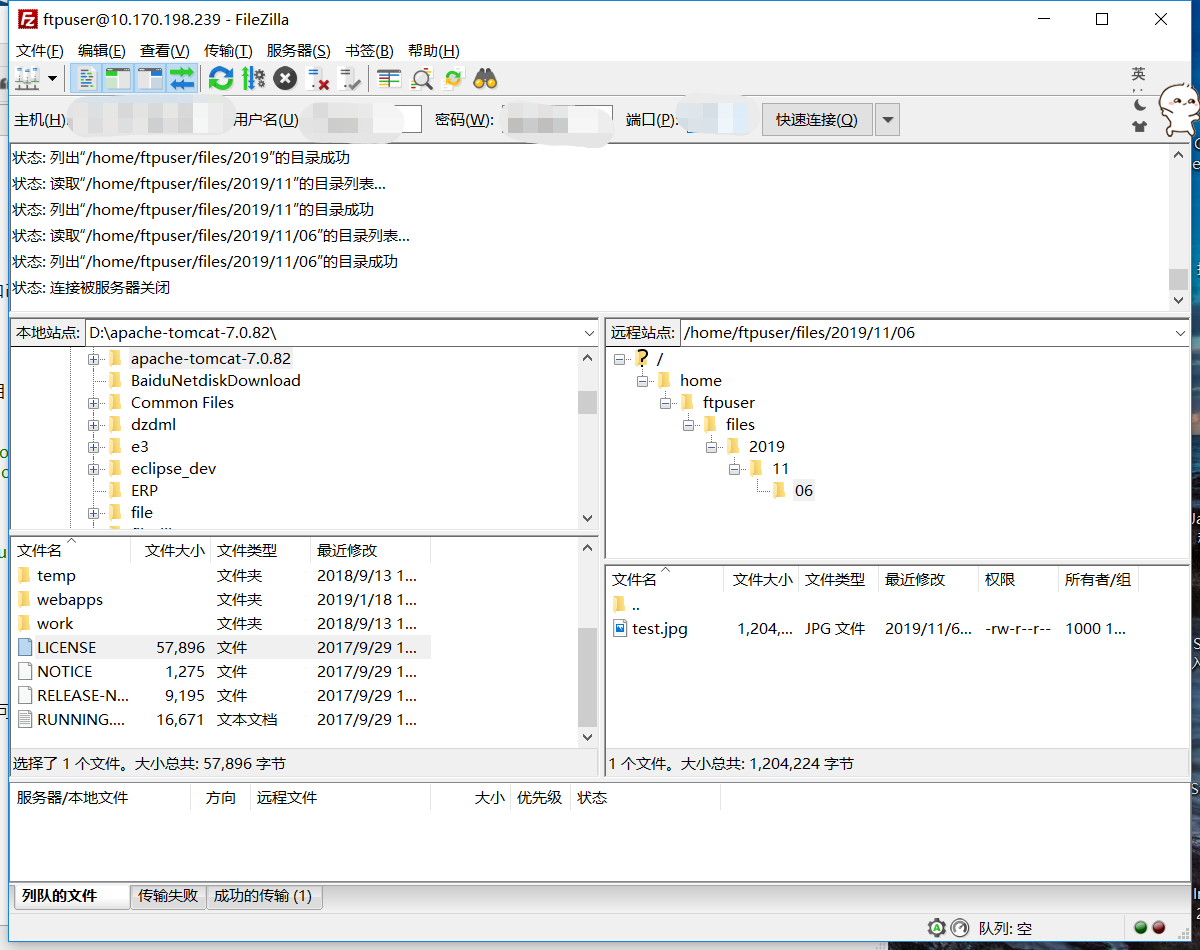 ftpuser@10.170.198.239 - FileZilla
文件(F) 编辑(E) 查看(V) 传输(T) 服务器(S) 书签(B) 帮助(H)
英
主机(H): 用户名(U) 密码(W): 端口(P): 快速连接(Q)
状态: 列出“/home/ftpuser/files/2019”的目录成功
状态: 读取“/home/ftpuser/files/2019/11”的目录列表...
状态: 列出“/home/ftpuser/files/2019/11”的目录成功
状态: 读取“/home/ftpuser/files/2019/11/06”的目录列表...
状态: 列出“/home/ftpuser/files/2019/11/06”的目录成功
状态: 连接被服务器关闭
本地站点: D:\apache-tomcat-7.0.82\
apache-tomcat-7.0.82
BaiduNetdiskDownload
Common Files
dzdml
e3
eclipse_dev
ERP
file
文件名 文件大小 文件类型 最近修改
temp 文件夹 2018/9/13 1...
webapps 文件夹 2019/1/18 1...
work 文件夹 2018/9/13 1...
LICENSE 57,896 文件 2017/9/29 1...
NOTICE 1,275 文件 2017/9/29 1...
RELEASE-N... 9,195 文件 2017/9/29 1...
RUNNING.... 16,671 文本文档 2017/9/29 1...
选择了 1 个文件。大小总共: 57,896 字节
远程站点: /home/ftpuser/files/2019/11/06
/
home
ftpuser
files
2019
11
06
文件名 文件大小 文件类型 最近修改 权限 所有者/组
..
test.jpg 1,204,... JPG 文件 2019/11/6... -rw-r--r-- 1000 1...
1 个文件。大小总共: 1,204,224 字节
服务器/本地文件 方向 远程文件 大小 优先级 状态
列队的文件 传输失败 成功的传输 (1)
队列: 空